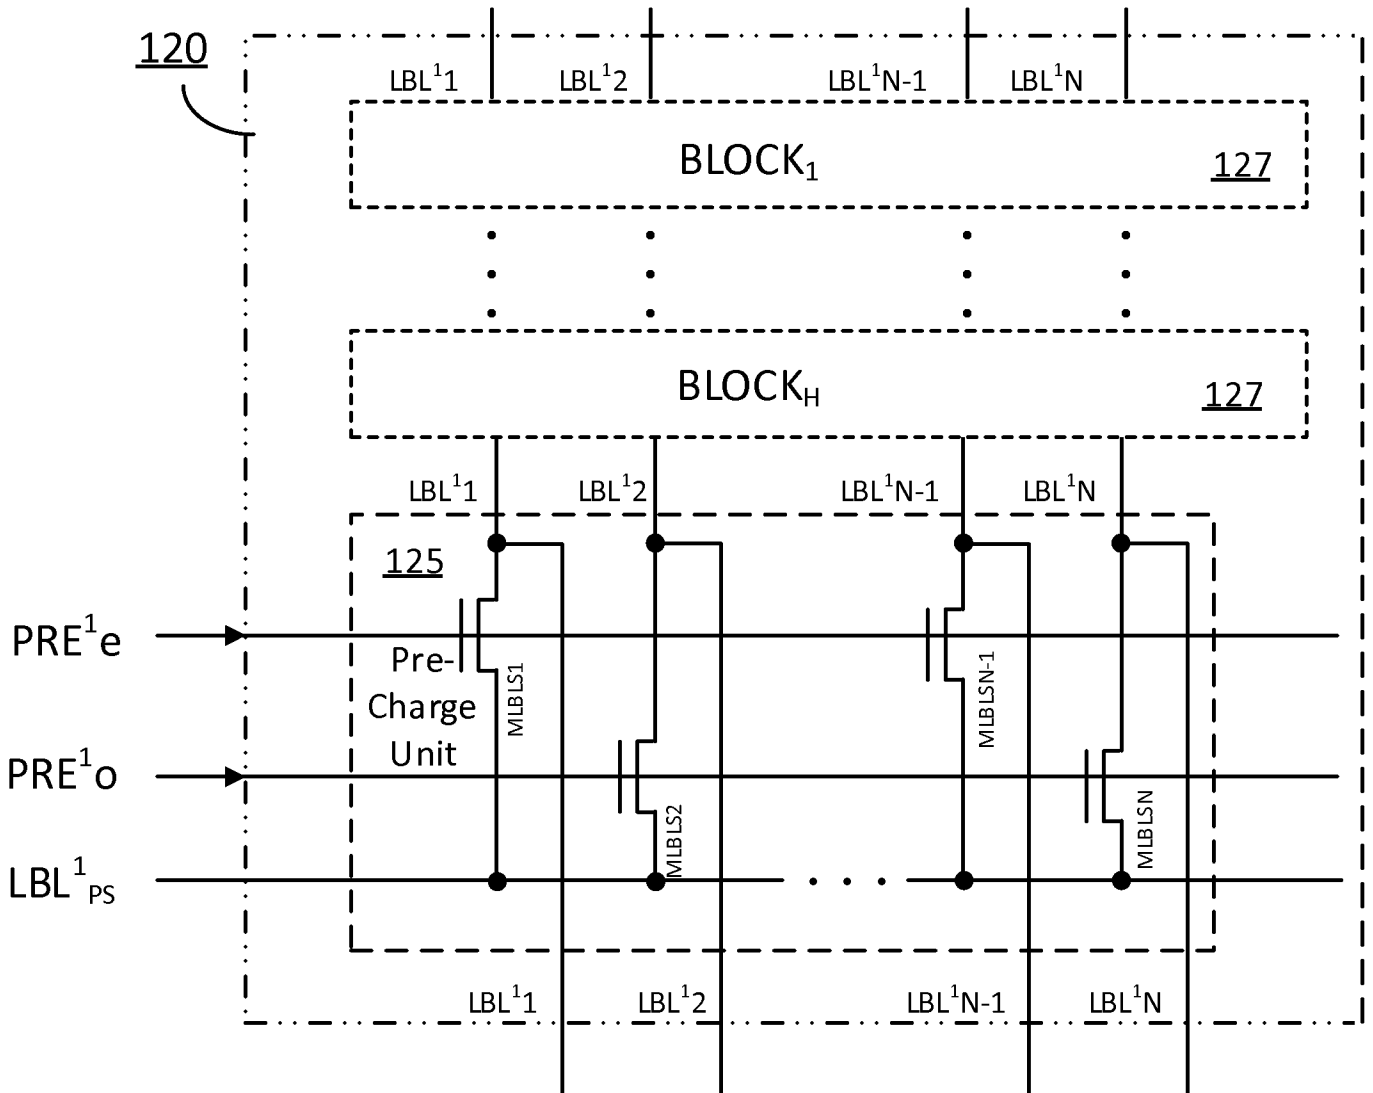 120
LBL¹1 LBL¹2 LBL¹N-1 LBL¹N
BLOCK₁ 127
BLOCKH 127
LBL¹1 LBL¹2 LBL¹N-1 LBL¹N
125
PRE¹e
Pre-
Charge
Unit
MLBLS1
MLBLSN-1
PRE¹o
MLBLS2
MLBLSN
LBL¹PS
LBL¹1 LBL¹2 LBL¹N-1 LBL¹N